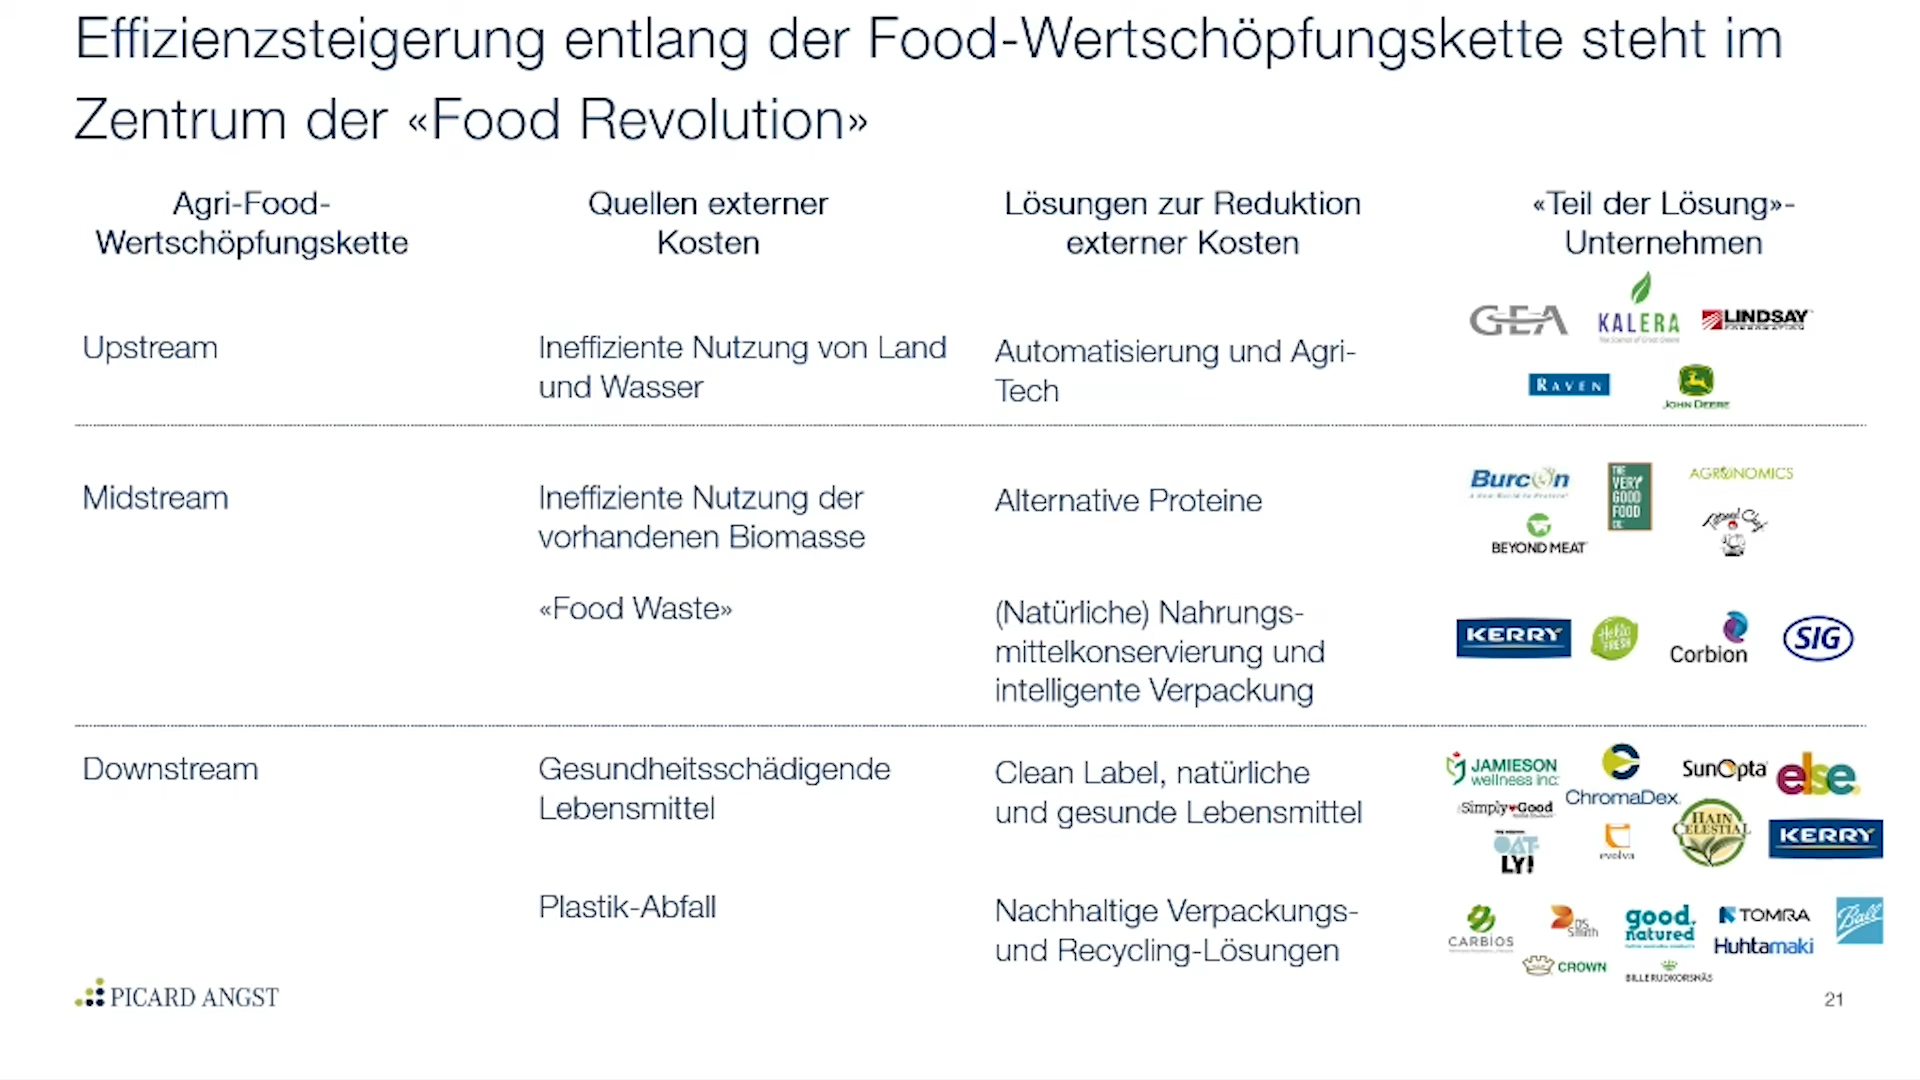 Effizienzsteigerung entlang der Food-Wertschöpfungskette steht im
Zentrum der «Food Revolution»
Agri-Food-
Wertschöpfungskette
Quellen externer
Kosten
Lösungen zur Reduktion
externer Kosten
«Teil der Lösung»-
Unternehmen
Upstream
Ineffiziente Nutzung von Land
und Wasser
Automatisierung und Agri-
Tech
GEA
KALERA
LINDSAY
RAVEN
JOHN DEERE
Midstream
Ineffiziente Nutzung der
vorhandenen Biomasse
Alternative Proteine
Burcon
THE
VERY
GOOD
FOOD
CO.
AGRONOMICS
BEYOND MEAT
«Food Waste»
(Natürliche) Nahrungs-
mittelkonservierung und
intelligente Verpackung
KERRY
Hello
FRESH
Corbion
SIG
Downstream
Gesundheitsschädigende
Lebensmittel
Clean Label, natürliche
und gesunde Lebensmittel
JAMIESON
wellness inc.
ChromaDex
SunOpta
else
Simply Good
OAT-
LY!
evolva
HAIN
CELESTIAL
KERRY
Plastik-Abfall
Nachhaltige Verpackungs-
und Recycling-Lösungen
CARBIOS
DS
Smith
good
natured
TOMRA
Huhtamaki
Ball
CROWN
BILLERUDKORSNÄS
PICARD ANGST
21